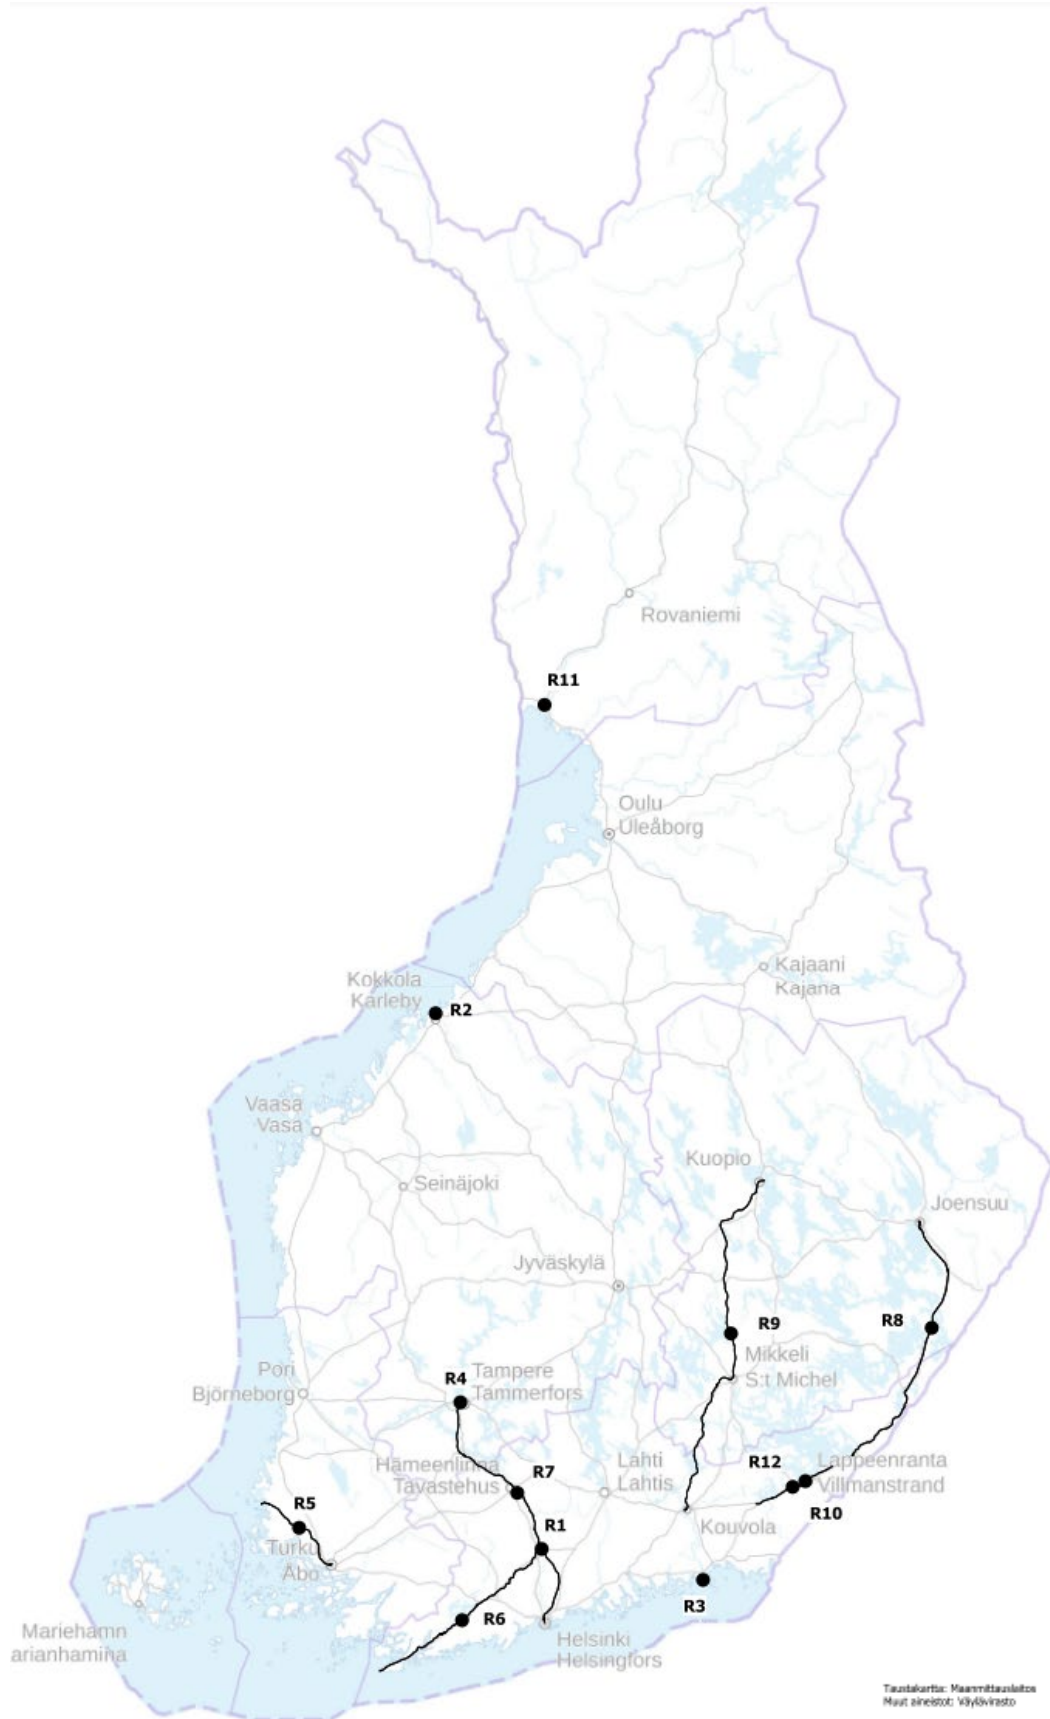 Rovaniemi
R11
Oulu
Uleåborg
Kajaani
Kajana
Kokkola
Karleby
R2
Vaasa
Vasa
Kuopio
Seinäjoki
Joensuu
Jyväskylä
R8
R9
Mikkeli
S:t Michel
Pori
Björneborg
R4
Tampere
Tammerfors
Hämeenlinna
Tavastehus
R7
Lahti
Lahtis
R12
Lappeenranta
Villmanstrand
R10
R5
Turku
Åbo
R1
Kouvola
R3
R6
Mariehamn
arianhamina
Helsinki
Helsingfors
Taustakartta: Maanmittauslaitos
Muut aineistot: Väylävirasto